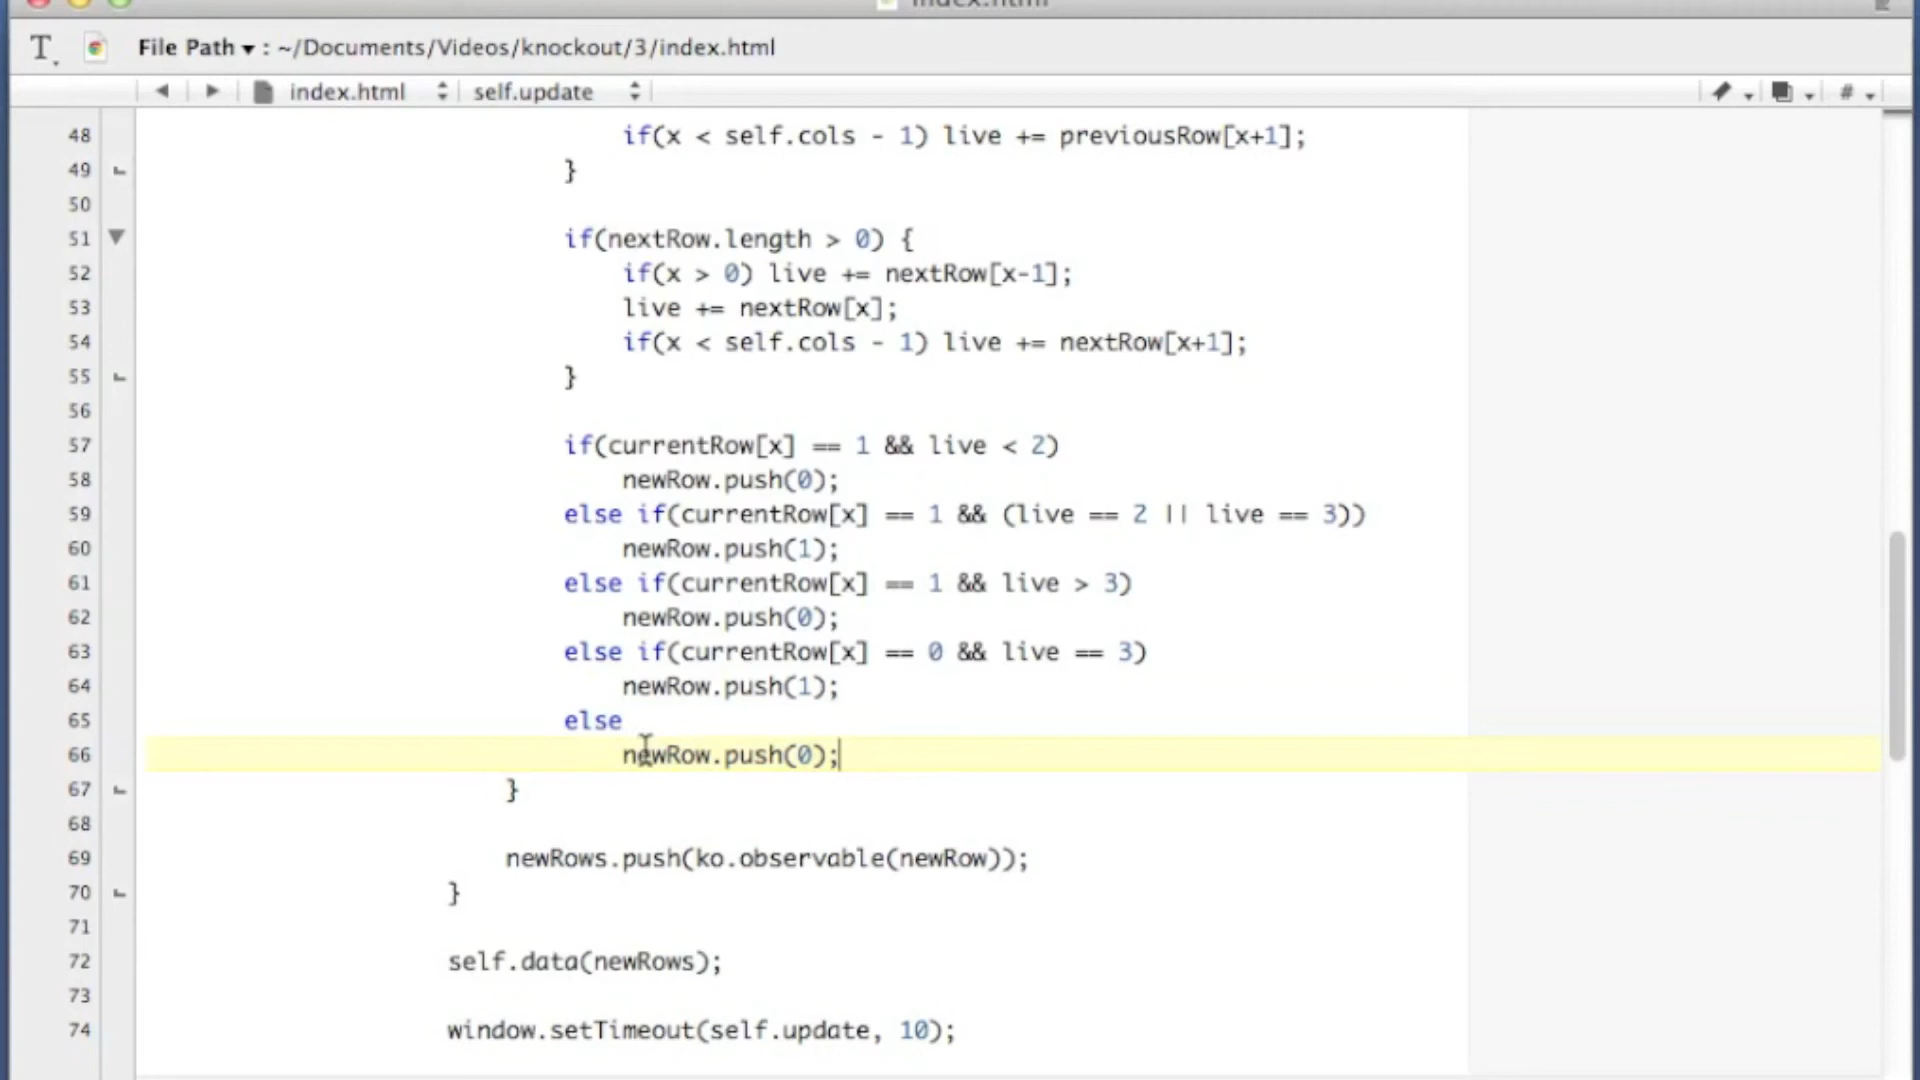 index.html
T File Path ▾ : ~/Documents/Videos/knockout/3/index.html
index.html self.update #
48 if(x < self.cols - 1) live += previousRow[x+1];
49 }
50
51 if(nextRow.length > 0) {
52 if(x > 0) live += nextRow[x-1];
53 live += nextRow[x];
54 if(x < self.cols - 1) live += nextRow[x+1];
55 }
56
57 if(currentRow[x] == 1 && live < 2)
58 newRow.push(0);
59 else if(currentRow[x] == 1 && (live == 2 || live == 3))
60 newRow.push(1);
61 else if(currentRow[x] == 1 && live > 3)
62 newRow.push(0);
63 else if(currentRow[x] == 0 && live == 3)
64 newRow.push(1);
65 else
66 newRow.push(0);
67 }
68
69 newRows.push(ko.observable(newRow));
70 }
71
72 self.data(newRows);
73
74 window.setTimeout(self.update, 10);